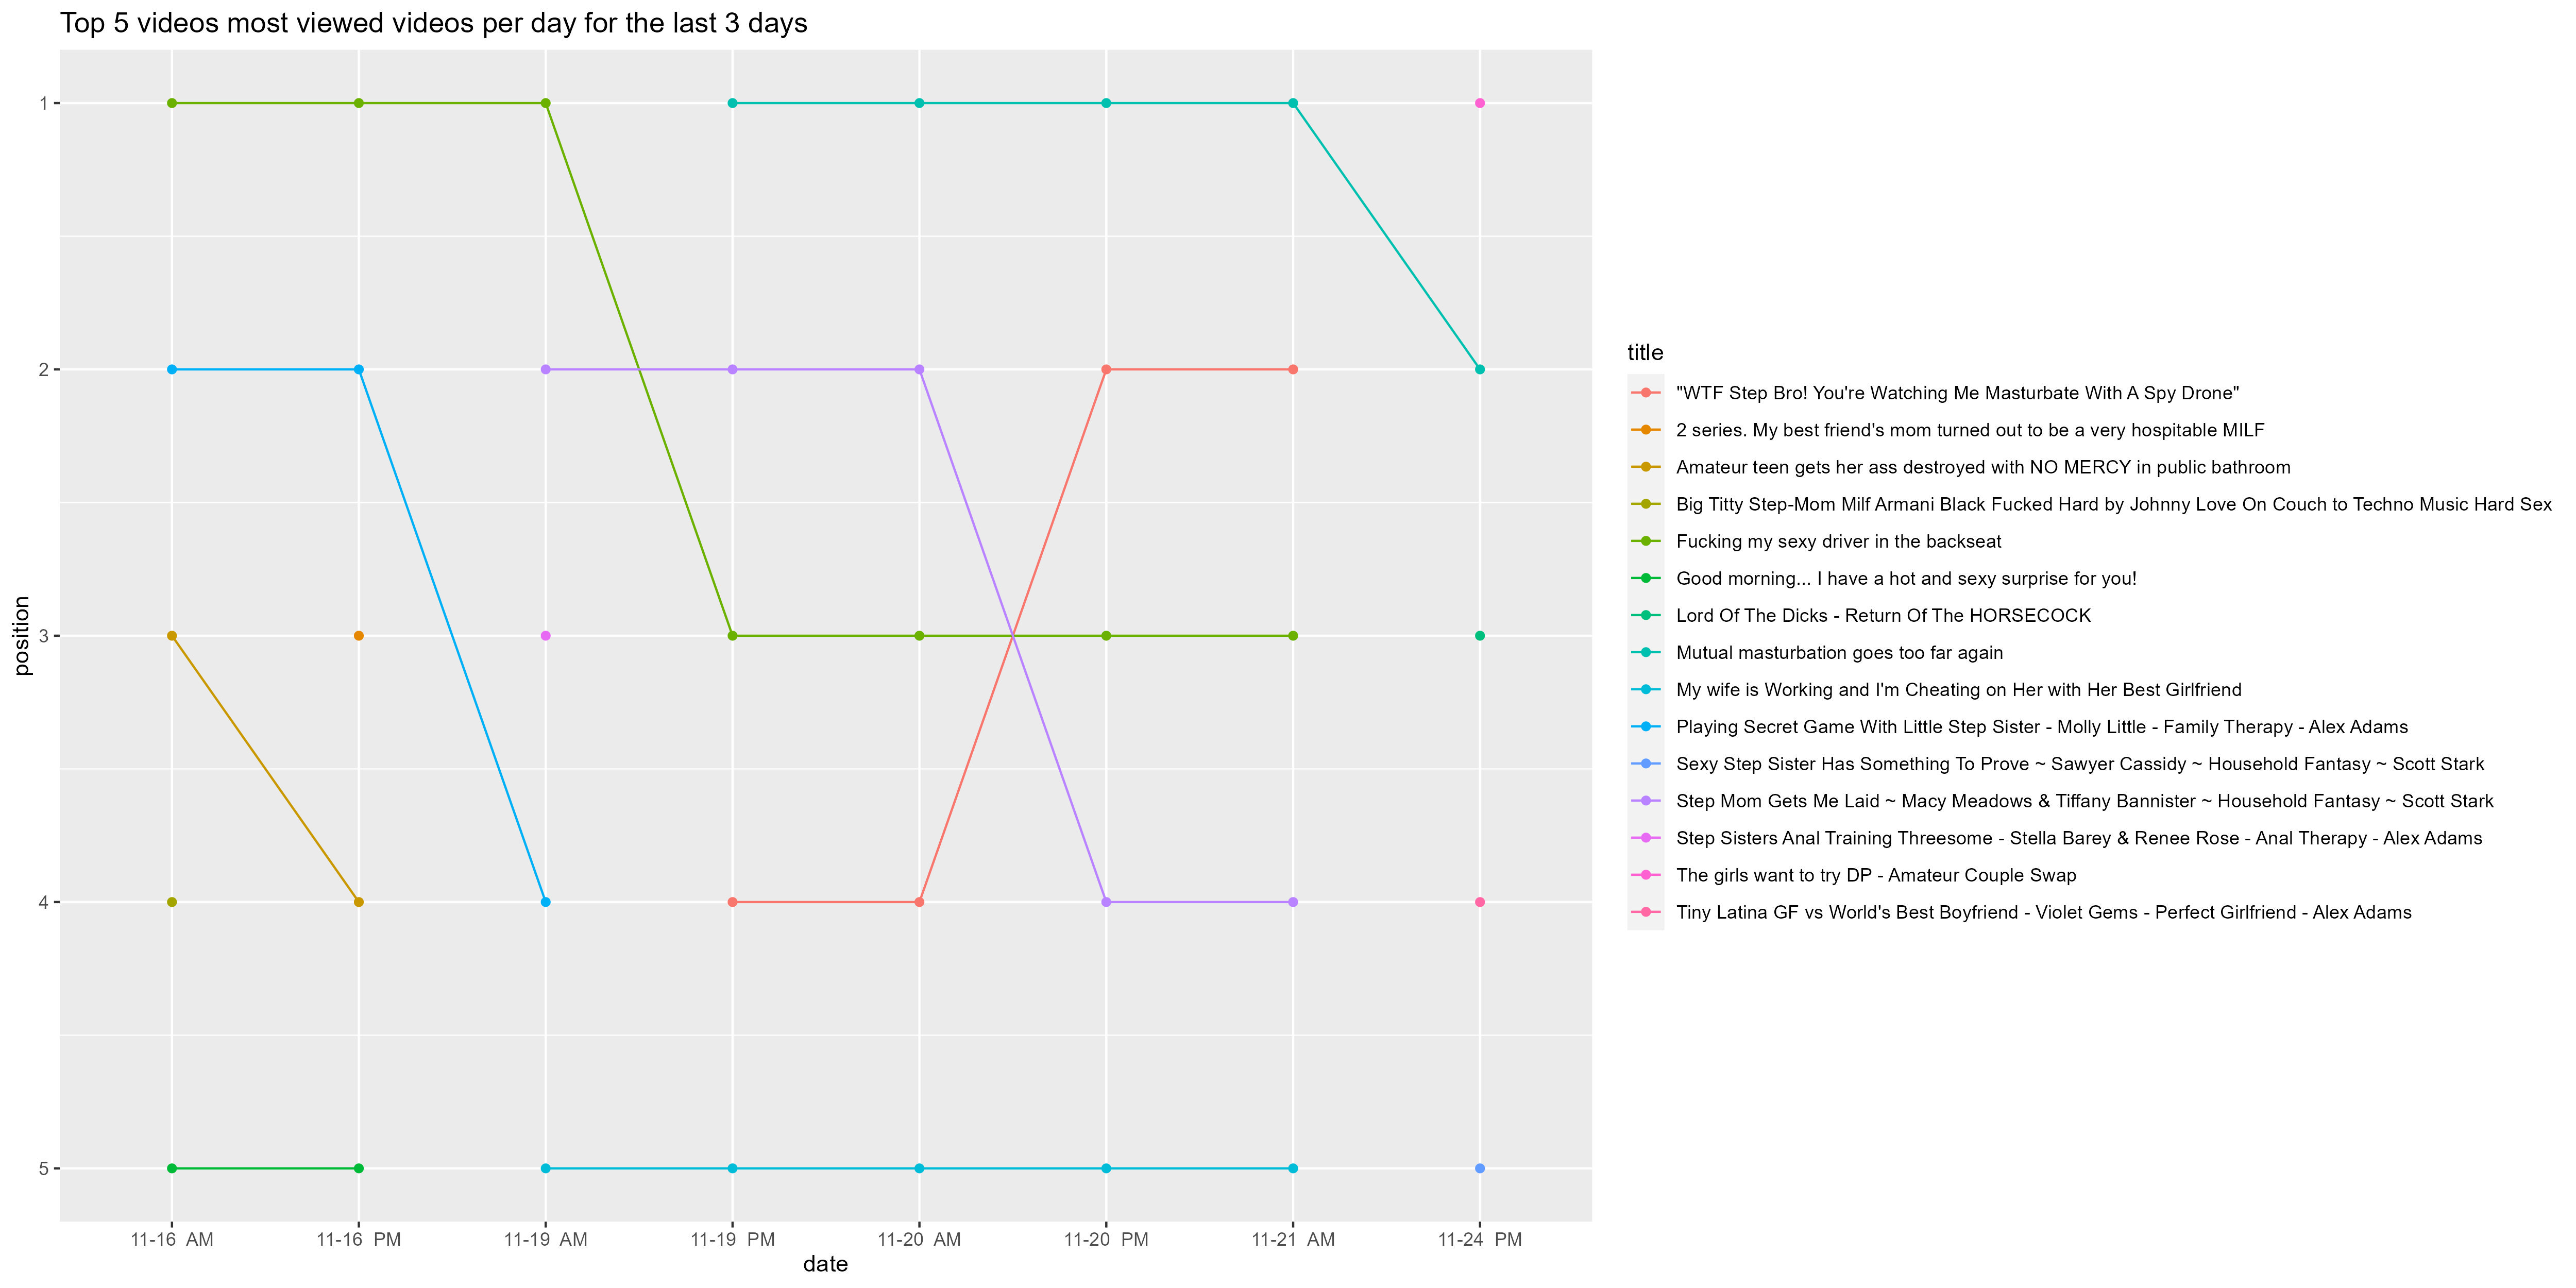 Top 5 videos most viewed videos per day for the last 3 days
position
1
2
3
4
5
11-16 AM
11-16 PM
11-19 AM
11-19 PM
11-20 AM
11-20 PM
11-21 AM
11-24 PM
date
title
"WTF Step Bro! You're Watching Me Masturbate With A Spy Drone"
2 series. My best friend's mom turned out to be a very hospitable MILF
Amateur teen gets her ass destroyed with NO MERCY in public bathroom
Big Titty Step-Mom Milf Armani Black Fucked Hard by Johnny Love On Couch to Techno Music Hard Sex
Fucking my sexy driver in the backseat
Good morning... I have a hot and sexy surprise for you!
Lord Of The Dicks - Return Of The HORSECOCK
Mutual masturbation goes too far again
My wife is Working and I'm Cheating on Her with Her Best Girlfriend
Playing Secret Game With Little Step Sister - Molly Little - Family Therapy - Alex Adams
Sexy Step Sister Has Something To Prove ~ Sawyer Cassidy ~ Household Fantasy ~ Scott Stark
Step Mom Gets Me Laid ~ Macy Meadows & Tiffany Bannister ~ Household Fantasy ~ Scott Stark
Step Sisters Anal Training Threesome - Stella Barey & Renee Rose - Anal Therapy - Alex Adams
The girls want to try DP - Amateur Couple Swap
Tiny Latina GF vs World's Best Boyfriend - Violet Gems - Perfect Girlfriend - Alex Adams